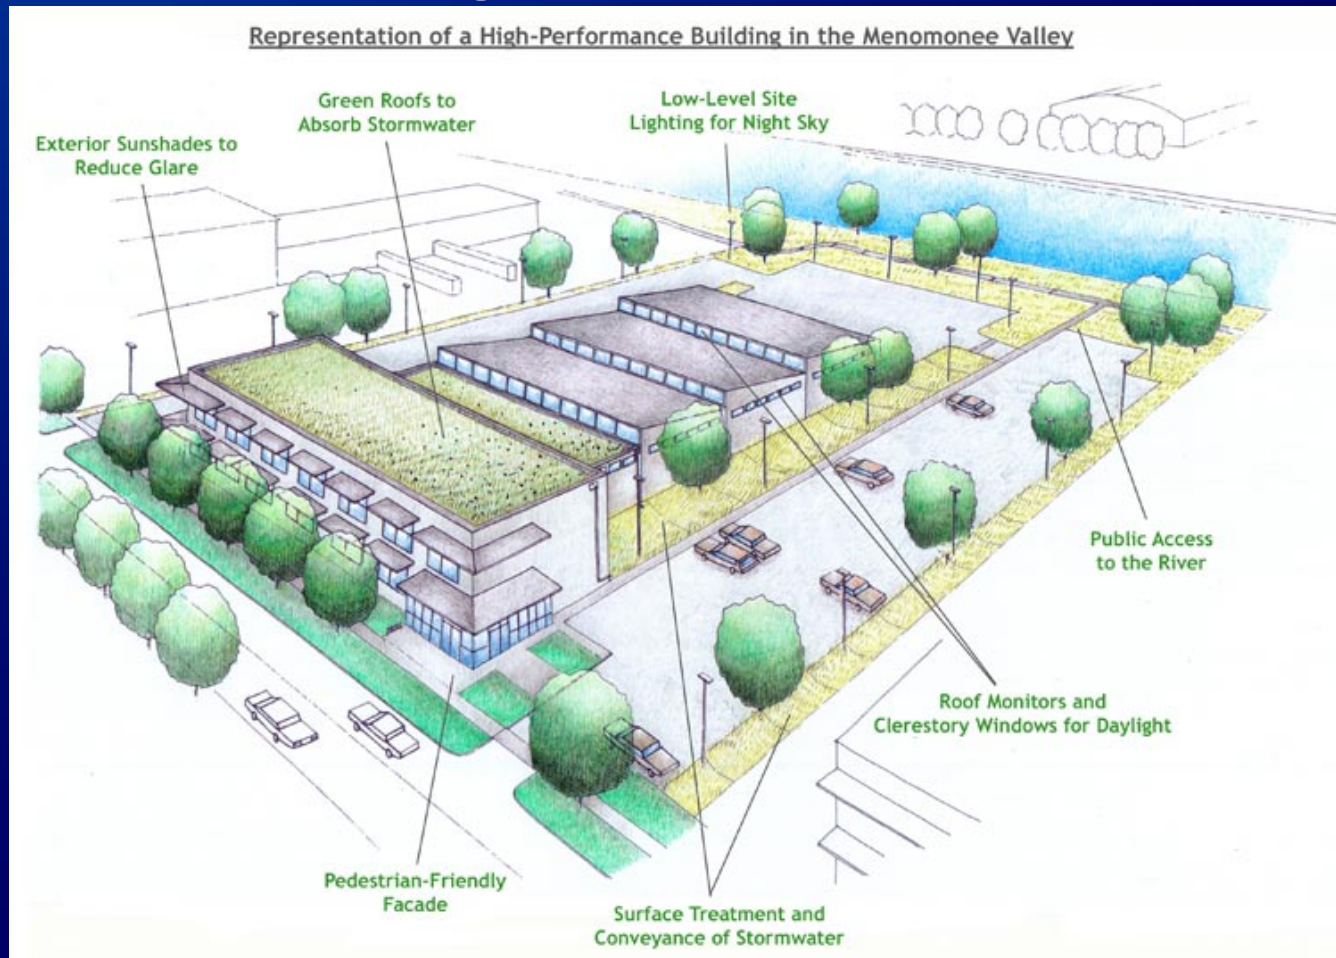 Representation of a High-Performance Building in the Menomonee Valley
Green Roofs to
Absorb Stormwater
Low-Level Site
Lighting for Night Sky
Exterior Sunshades to
Reduce Glare
Public Access
to the River
Roof Monitors and
Clerestory Windows for Daylight
Pedestrian-Friendly
Facade
Surface Treatment and
Conveyance of Stormwater